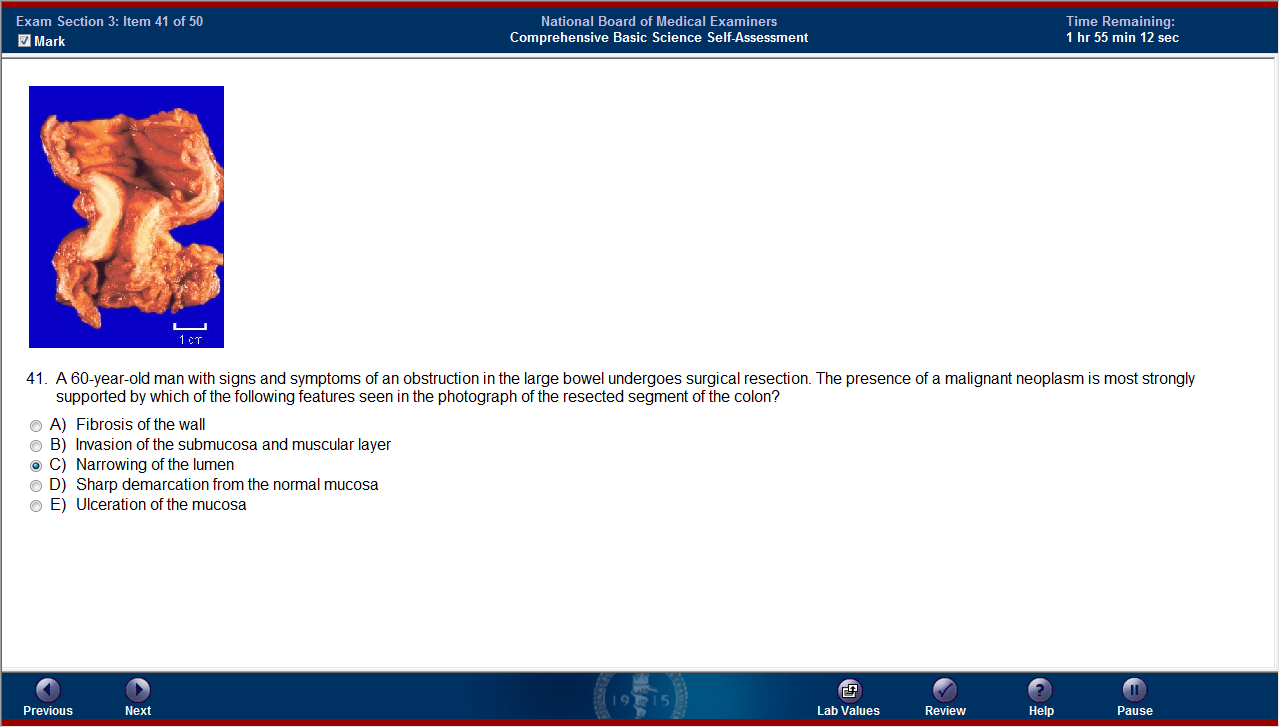 Exam Section 3: Item 41 of 50
Mark
National Board of Medical Examiners
Comprehensive Basic Science Self-Assessment
Time Remaining:
1 hr 55 min 12 sec
1 cm
41. A 60-year-old man with signs and symptoms of an obstruction in the large bowel undergoes surgical resection. The presence of a malignant neoplasm is most strongly
supported by which of the following features seen in the photograph of the resected segment of the colon?
A) Fibrosis of the wall
B) Invasion of the submucosa and muscular layer
C) Narrowing of the lumen
D) Sharp demarcation from the normal mucosa
E) Ulceration of the mucosa
Previous
Next
1915
Lab Values
Review
Help
Pause